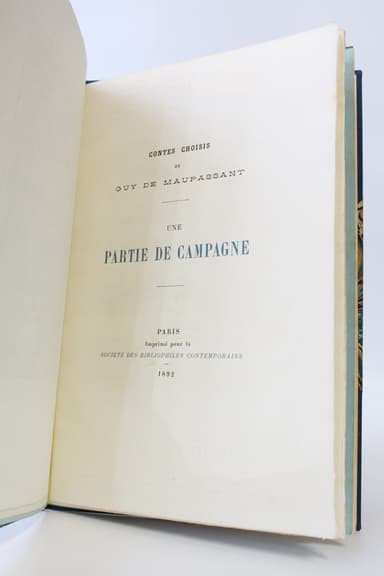 CONTES CHOISIS
DE
GUY DE MAUPASSANT
UNE
PARTIE DE CAMPAGNE
PARIS
Imprimé pour la
SOCIÉTÉ DES BIBLIOPHILES CONTEMPORAINS
1892